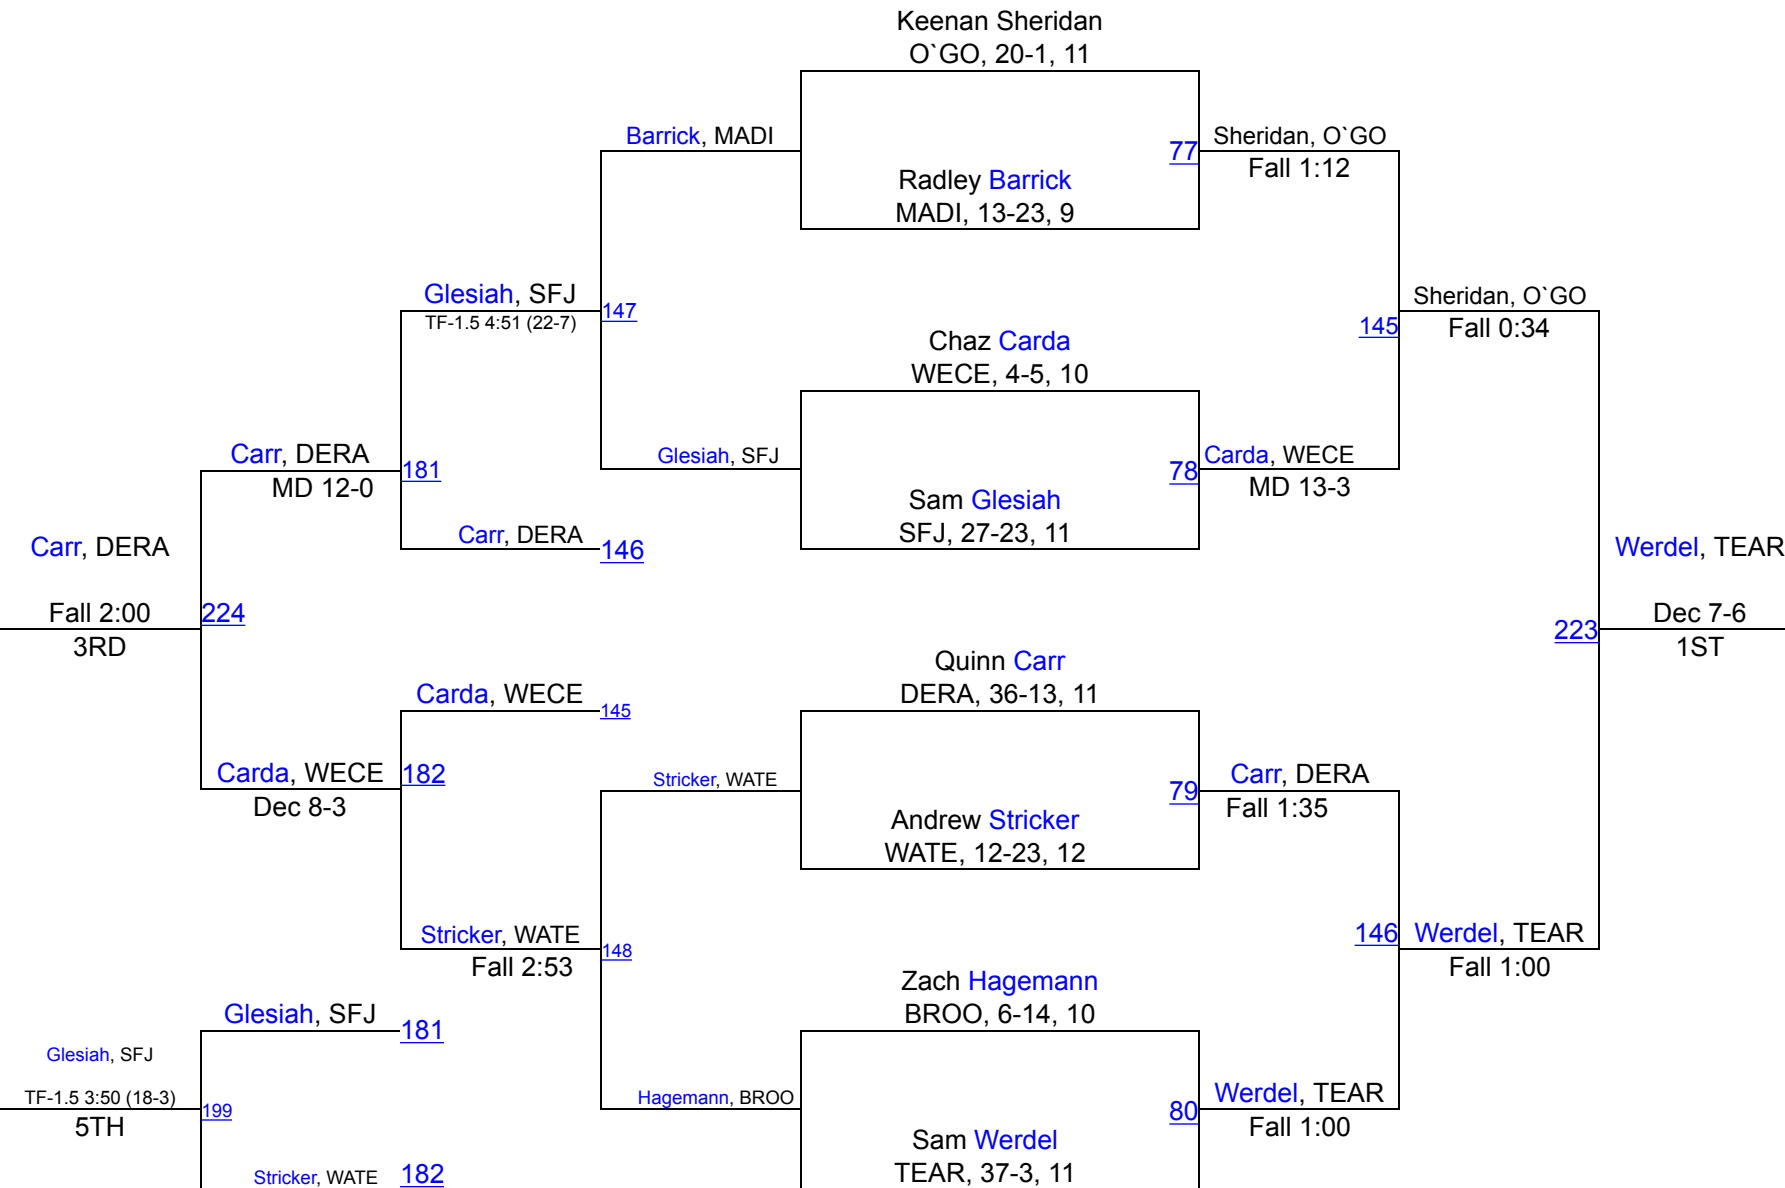 Keenan Sheridan
O`GO, 20-1, 11
Barrick, MADI
77
Sheridan, O`GO
Fall 1:12
Radley Barrick
MADI, 13-23, 9
Glesiah, SFJ
TF-1.5 4:51 (22-7)
147
Sheridan, O`GO
145
Fall 0:34
Chaz Carda
WECE, 4-5, 10
Carr, DERA
181
MD 12-0
Glesiah, SFJ
78
Carda, WECE
MD 13-3
Sam Glesiah
SFJ, 27-23, 11
Carr, DERA
146
Carr, DERA
Werdel, TEAR
Fall 2:00
224
3RD
Dec 7-6
223
1ST
Quinn Carr
DERA, 36-13, 11
Carda, WECE
145
Carda, WECE
182
Dec 8-3
Stricker, WATE
79
Carr, DERA
Fall 1:35
Andrew Stricker
WATE, 12-23, 12
Stricker, WATE
148
Fall 2:53
146
Werdel, TEAR
Fall 1:00
Zach Hagemann
BROO, 6-14, 10
Glesiah, SFJ
181
Glesiah, SFJ
TF-1.5 3:50 (18-3)
199
5TH
Hagemann, BROO
80
Werdel, TEAR
Fall 1:00
Sam Werdel
TEAR, 37-3, 11
Stricker, WATE
182